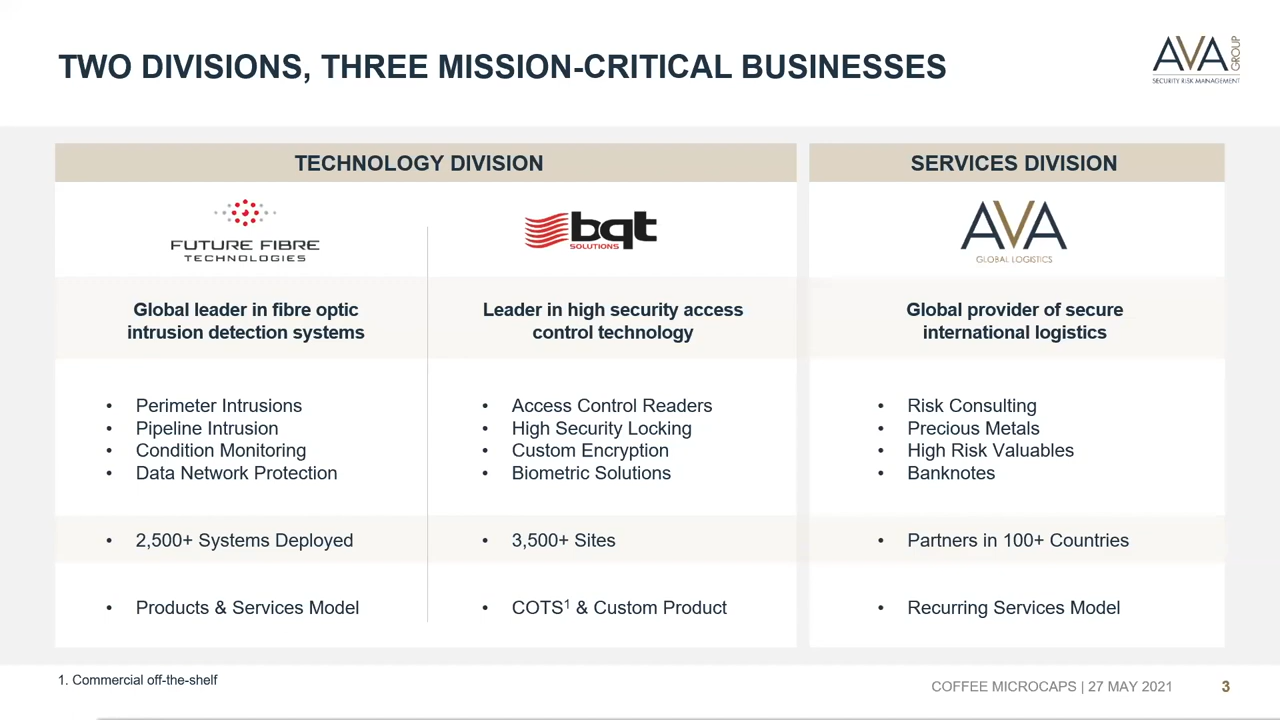 TWO DIVISIONS, THREE MISSION-CRITICAL BUSINESSES
AVA GROUP
SECURITY RISK MANAGEMENT
TECHNOLOGY DIVISION
FUTURE FIBRE
TECHNOLOGIES
bqt
SOLUTIONS
Global leader in fibre optic
intrusion detection systems
Leader in high security access
control technology
• Perimeter Intrusions
• Pipeline Intrusion
• Condition Monitoring
• Data Network Protection
• Access Control Readers
• High Security Locking
• Custom Encryption
• Biometric Solutions
• 2,500+ Systems Deployed
• 3,500+ Sites
• Products & Services Model
• COTS¹ & Custom Product
SERVICES DIVISION
AVA
GLOBAL LOGISTICS
Global provider of secure
international logistics
• Risk Consulting
• Precious Metals
• High Risk Valuables
• Banknotes
• Partners in 100+ Countries
• Recurring Services Model
1. Commercial off-the-shelf
COFFEE MICROCAPS | 27 MAY 2021
3